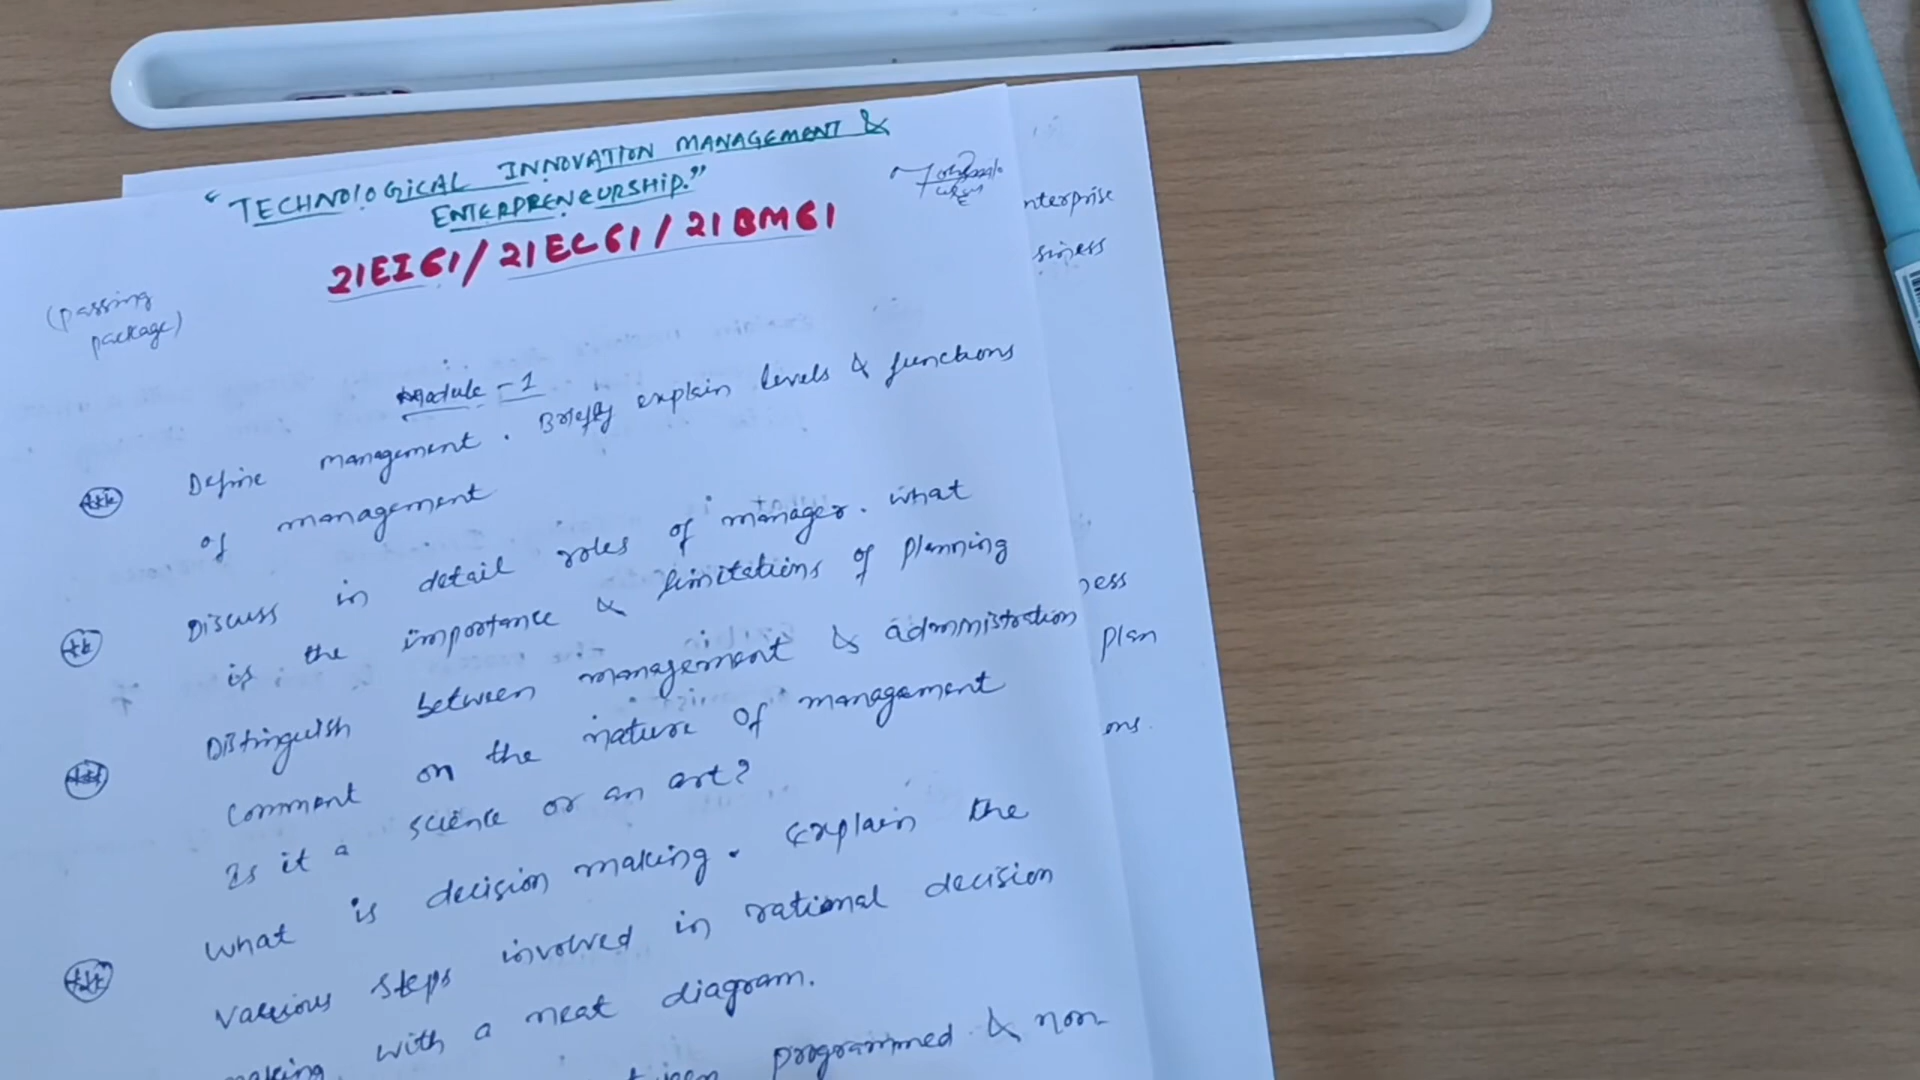 "TECHNOlOGiCAL INNOVATION MANAGEMENT &
ENTERPRENEURSHiP."
21EI61/21EC61/21BM61
(passing
package)
Module - 1
Define management. Briefly explain levels & functions
of management
Discuss in detail roles of manager. what
is the importance & limitations of planning
Distinguish between management & administration
comment on the nature of management
Is it a science or an art?
What is decision making. Explain the
various steps involved in rational decision
making with a neat diagram.
programmed & non-
nterprise
siness
ess
plan
ons.